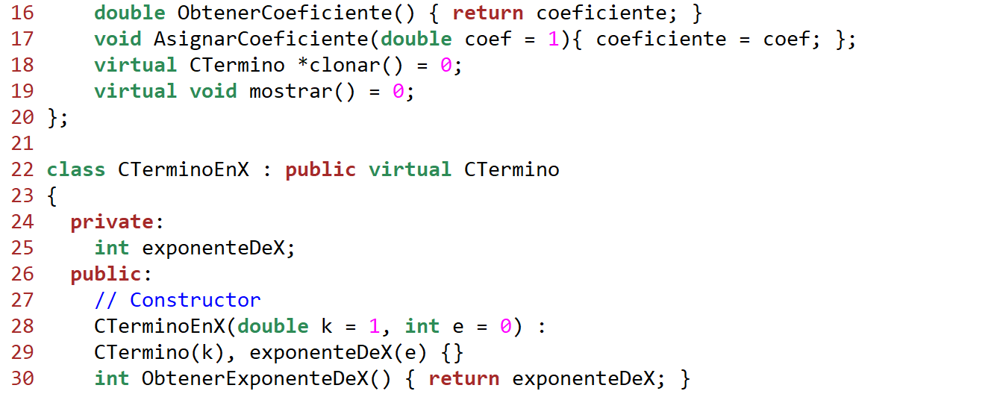 16     double ObtenerCoeficiente() { return coeficiente; }
17     void AsignarCoeficiente(double coef = 1){ coeficiente = coef; };
18     virtual CTermino *clonar() = 0;
19     virtual void mostrar() = 0;
20 };
21
22 class CTerminoEnX : public virtual CTermino
23 {
24   private:
25     int exponenteDeX;
26   public:
27     // Constructor
28     CTerminoEnX(double k = 1, int e = 0) :
29     CTermino(k), exponenteDeX(e) {}
30     int ObtenerExponenteDeX() { return exponenteDeX; }